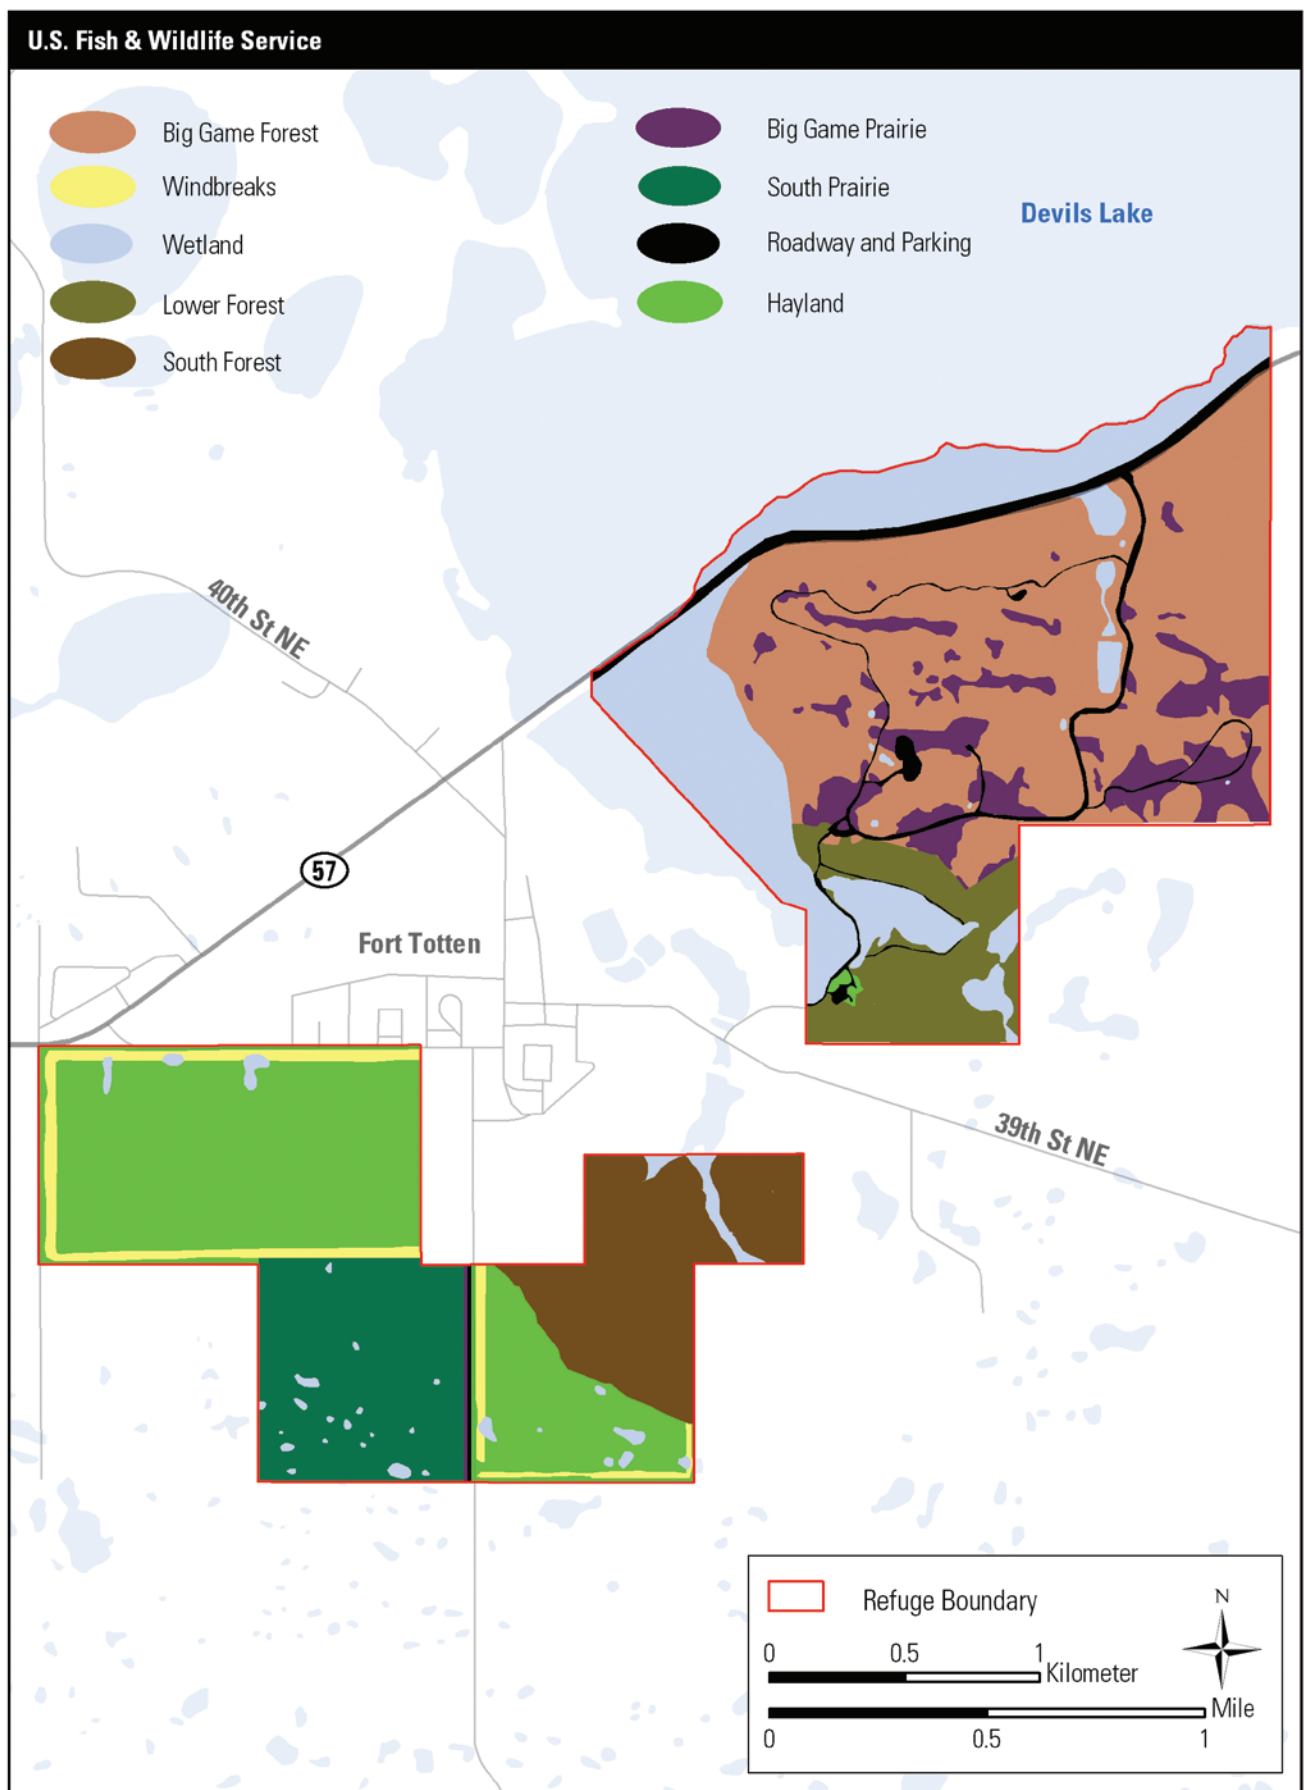 U.S. Fish & Wildlife Service
Big Game Forest
Windbreaks
Wetland
Lower Forest
South Forest
Big Game Prairie
South Prairie
Roadway and Parking
Hayland
Devils Lake
40th St NE
57
Fort Totten
39th St NE
Refuge Boundary
N
0 0.5 1
Kilometer
Mile
0 0.5 1